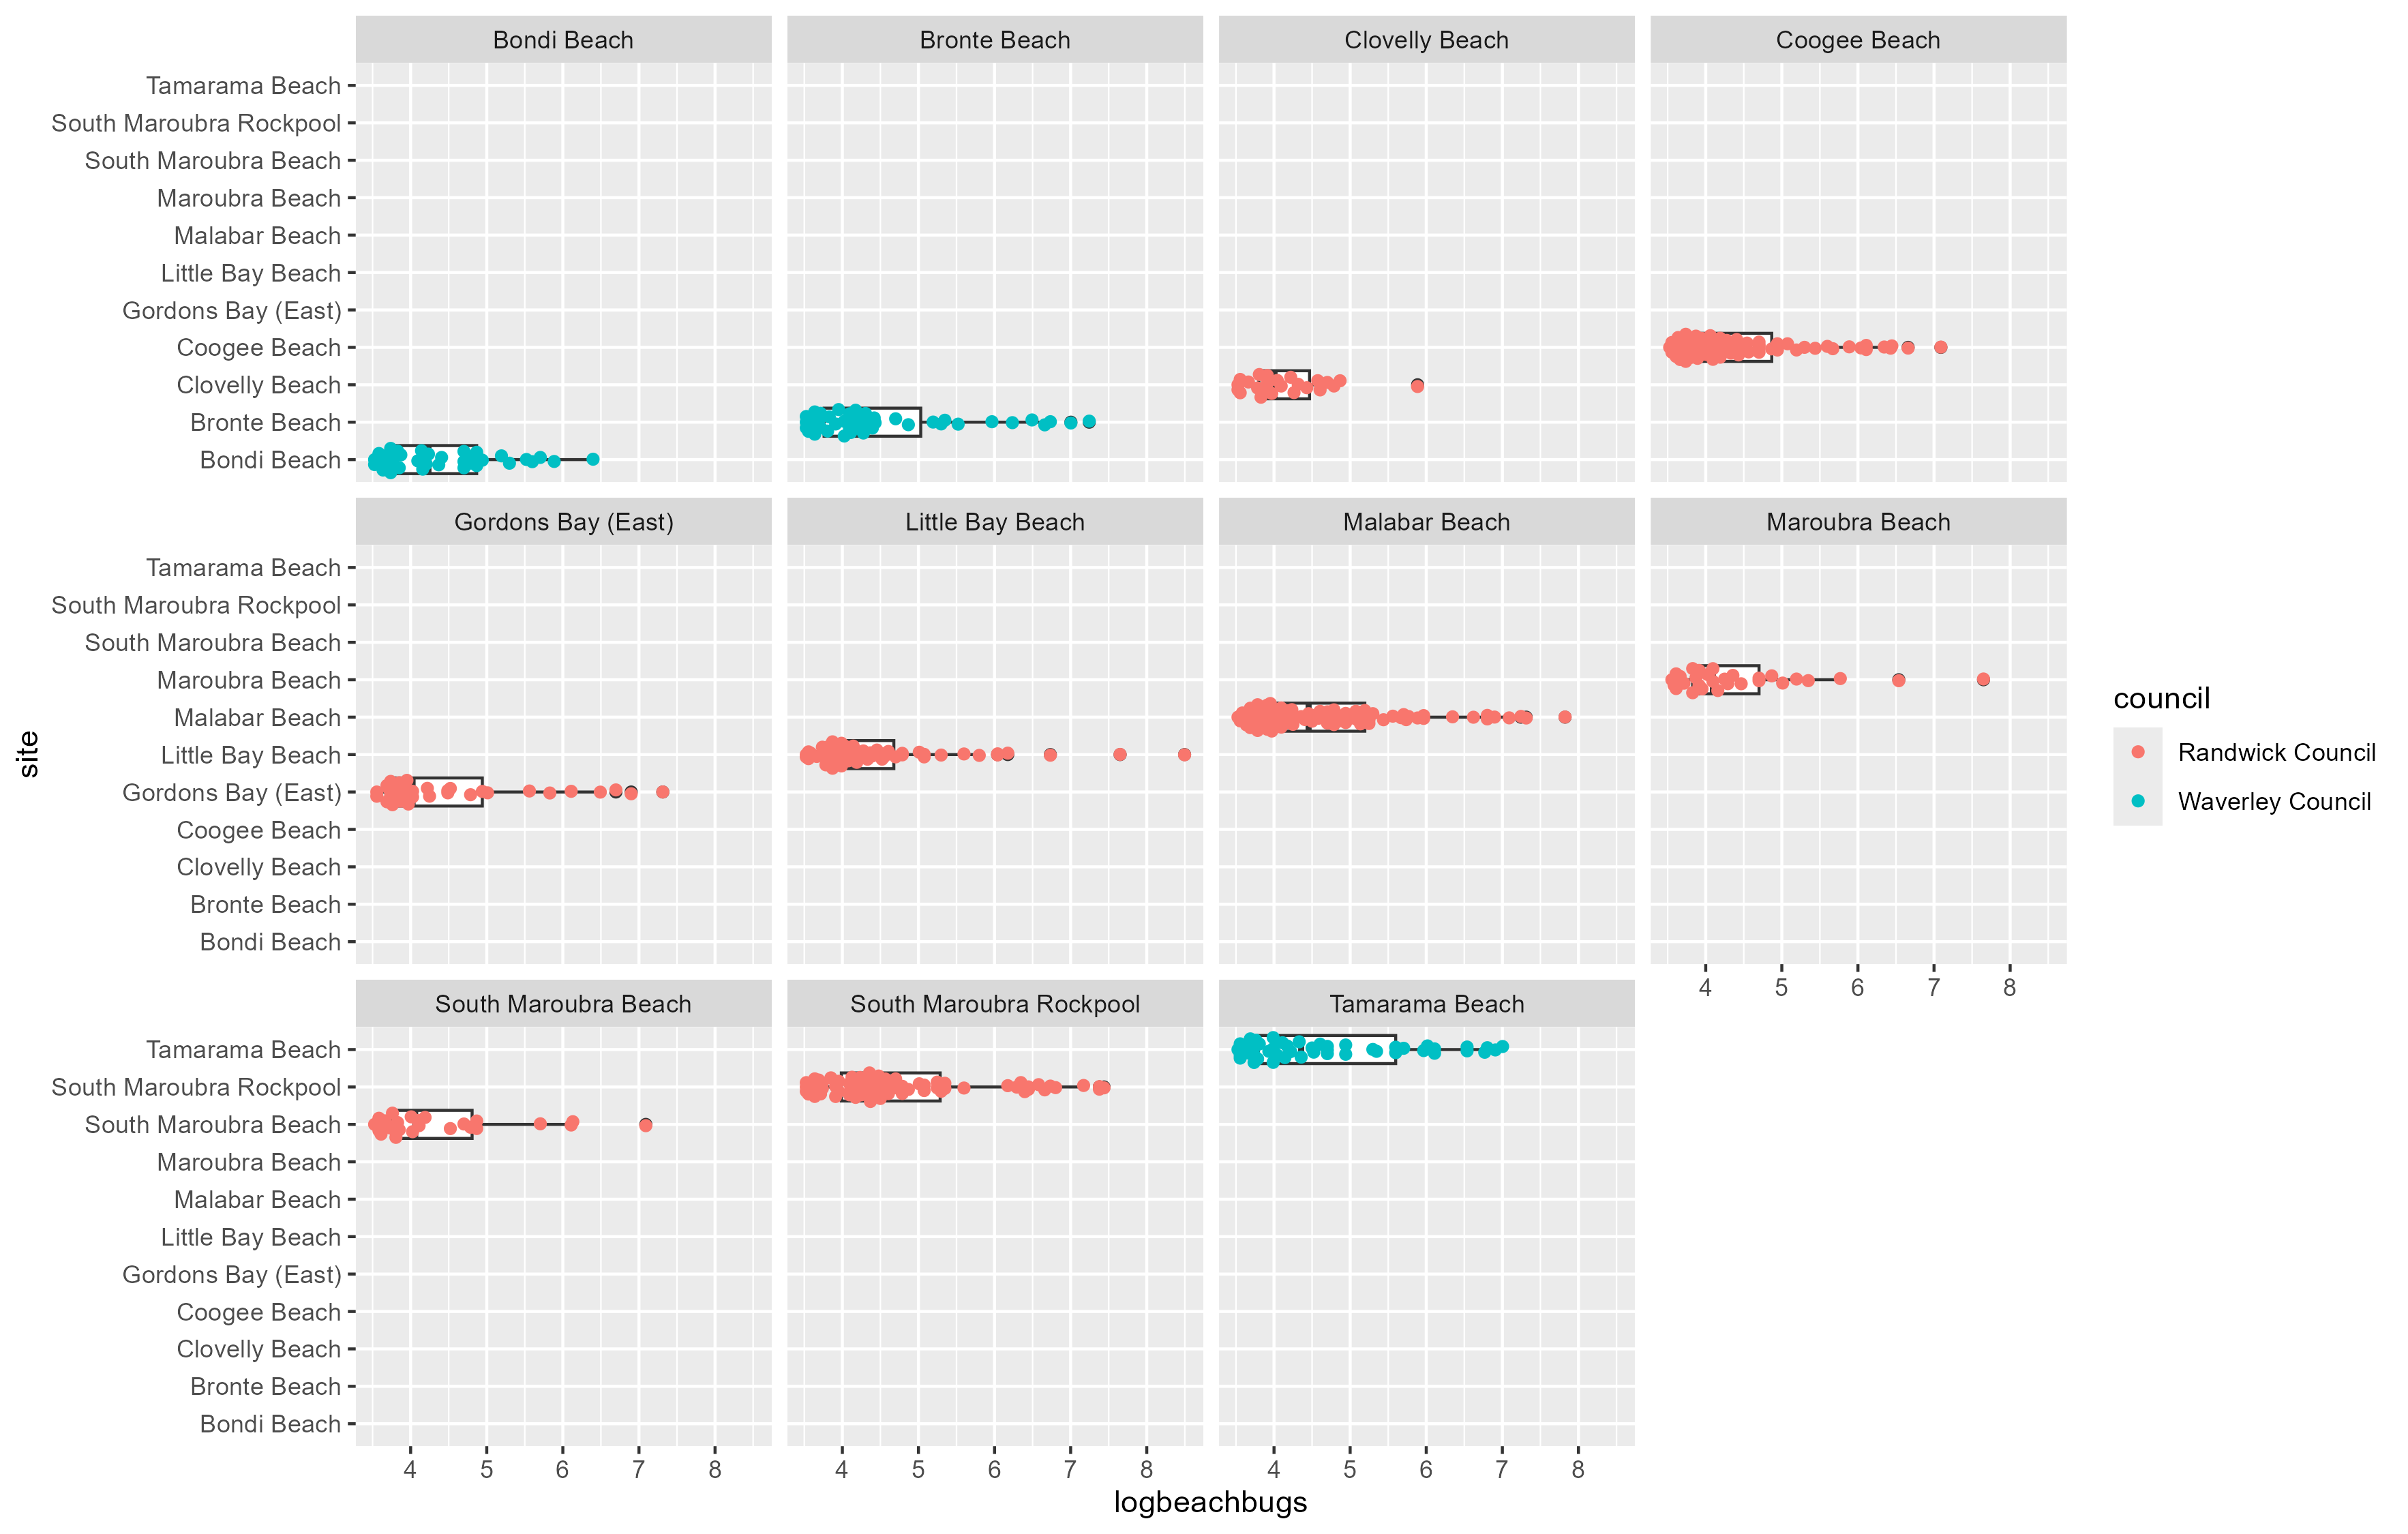 Bondi Beach
Bronte Beach
Clovelly Beach
Coogee Beach
Tamarama Beach
South Maroubra Rockpool
South Maroubra Beach
Maroubra Beach
Malabar Beach
Little Bay Beach
Gordons Bay (East)
Coogee Beach
Clovelly Beach
Bronte Beach
Bondi Beach
Gordons Bay (East)
Little Bay Beach
Malabar Beach
Maroubra Beach
Tamarama Beach
South Maroubra Rockpool
South Maroubra Beach
Maroubra Beach
Malabar Beach
Little Bay Beach
Gordons Bay (East)
Coogee Beach
Clovelly Beach
Bronte Beach
Bondi Beach
4 5 6 7 8
South Maroubra Beach
South Maroubra Rockpool
Tamarama Beach
Tamarama Beach
South Maroubra Rockpool
South Maroubra Beach
Maroubra Beach
Malabar Beach
Little Bay Beach
Gordons Bay (East)
Coogee Beach
Clovelly Beach
Bronte Beach
Bondi Beach
4 5 6 7 8
4 5 6 7 8
4 5 6 7 8
logbeachbugs
site
council
Randwick Council
Waverley Council